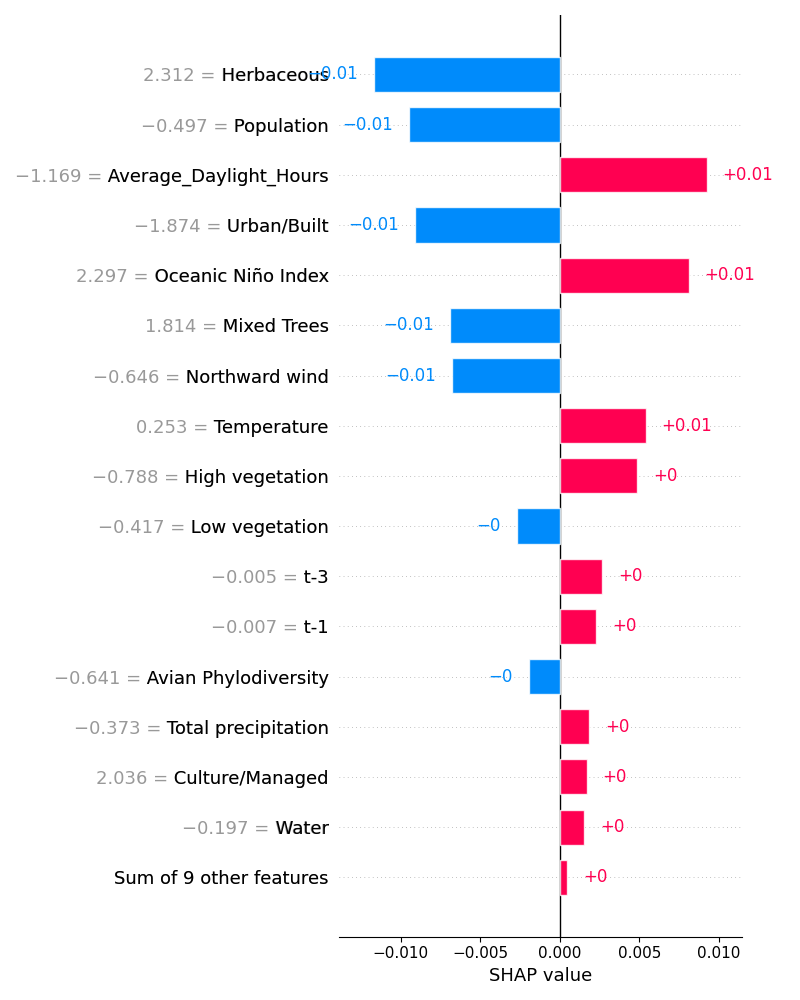 2.312 = Herbaceous −0.01
−0.497 = Population −0.01
−1.169 = Average_Daylight_Hours +0.01
−1.874 = Urban/Built −0.01
2.297 = Oceanic Niño Index +0.01
1.814 = Mixed Trees −0.01
−0.646 = Northward wind −0.01
0.253 = Temperature +0.01
−0.788 = High vegetation +0
−0.417 = Low vegetation −0
−0.005 = t-3 +0
−0.007 = t-1 +0
−0.641 = Avian Phylodiversity −0
−0.373 = Total precipitation +0
2.036 = Culture/Managed +0
−0.197 = Water +0
Sum of 9 other features +0
−0.010 −0.005 0.000 0.005 0.010
SHAP value